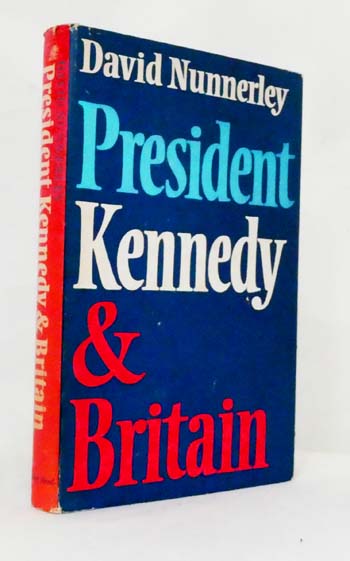 David Nunnerley
President
Kennedy
&
Britain
President Kennedy & Britain